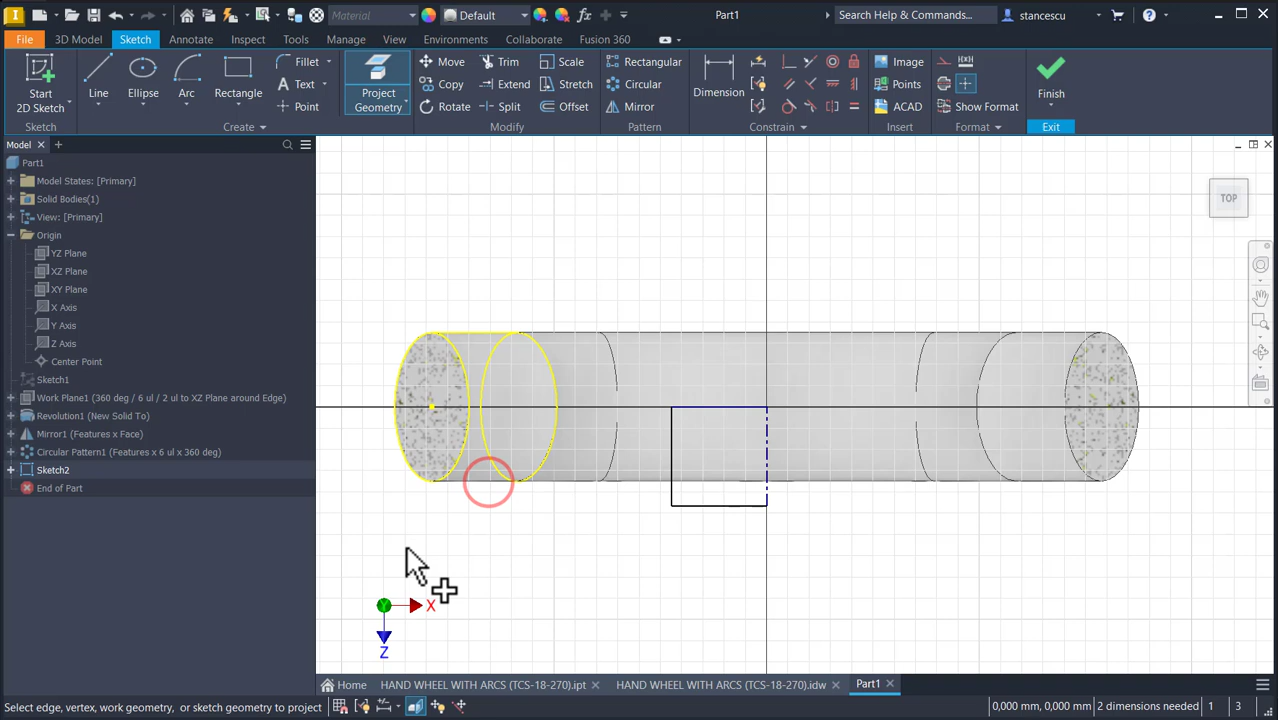 Material Default fx Part1 Search Help & Commands... stancescu
File 3D Model Sketch Annotate Inspect Tools Manage View Environments Collaborate Fusion 360
Start 2D Sketch Line Ellipse Arc Rectangle Fillet Text Point Project Geometry Move Copy Rotate Trim Extend Split Scale Stretch Offset Rectangular Circular Mirror Dimension Image Points ACAD Show Format Finish
Sketch Create Modify Pattern Constrain Insert Format Exit
Model
Part1
Model States: [Primary]
Solid Bodies(1)
View: [Primary]
Origin
YZ Plane
XZ Plane
XY Plane
X Axis
Y Axis
Z Axis
Center Point
Sketch1
Work Plane1 (360 deg / 6 ul / 2 ul to XZ Plane around Edge)
Revolution1 (New Solid To)
Mirror1 (Features x Face)
Circular Pattern1 (Features x 6 ul x 360 deg)
Sketch2
End of Part
TOP
X
Z
Home HAND WHEEL WITH ARCS (TCS-18-270).ipt HAND WHEEL WITH ARCS (TCS-18-270).idw Part1
Select edge, vertex, work geometry, or sketch geometry to project 0,000 mm, 0,000 mm 2 dimensions needed 1 3